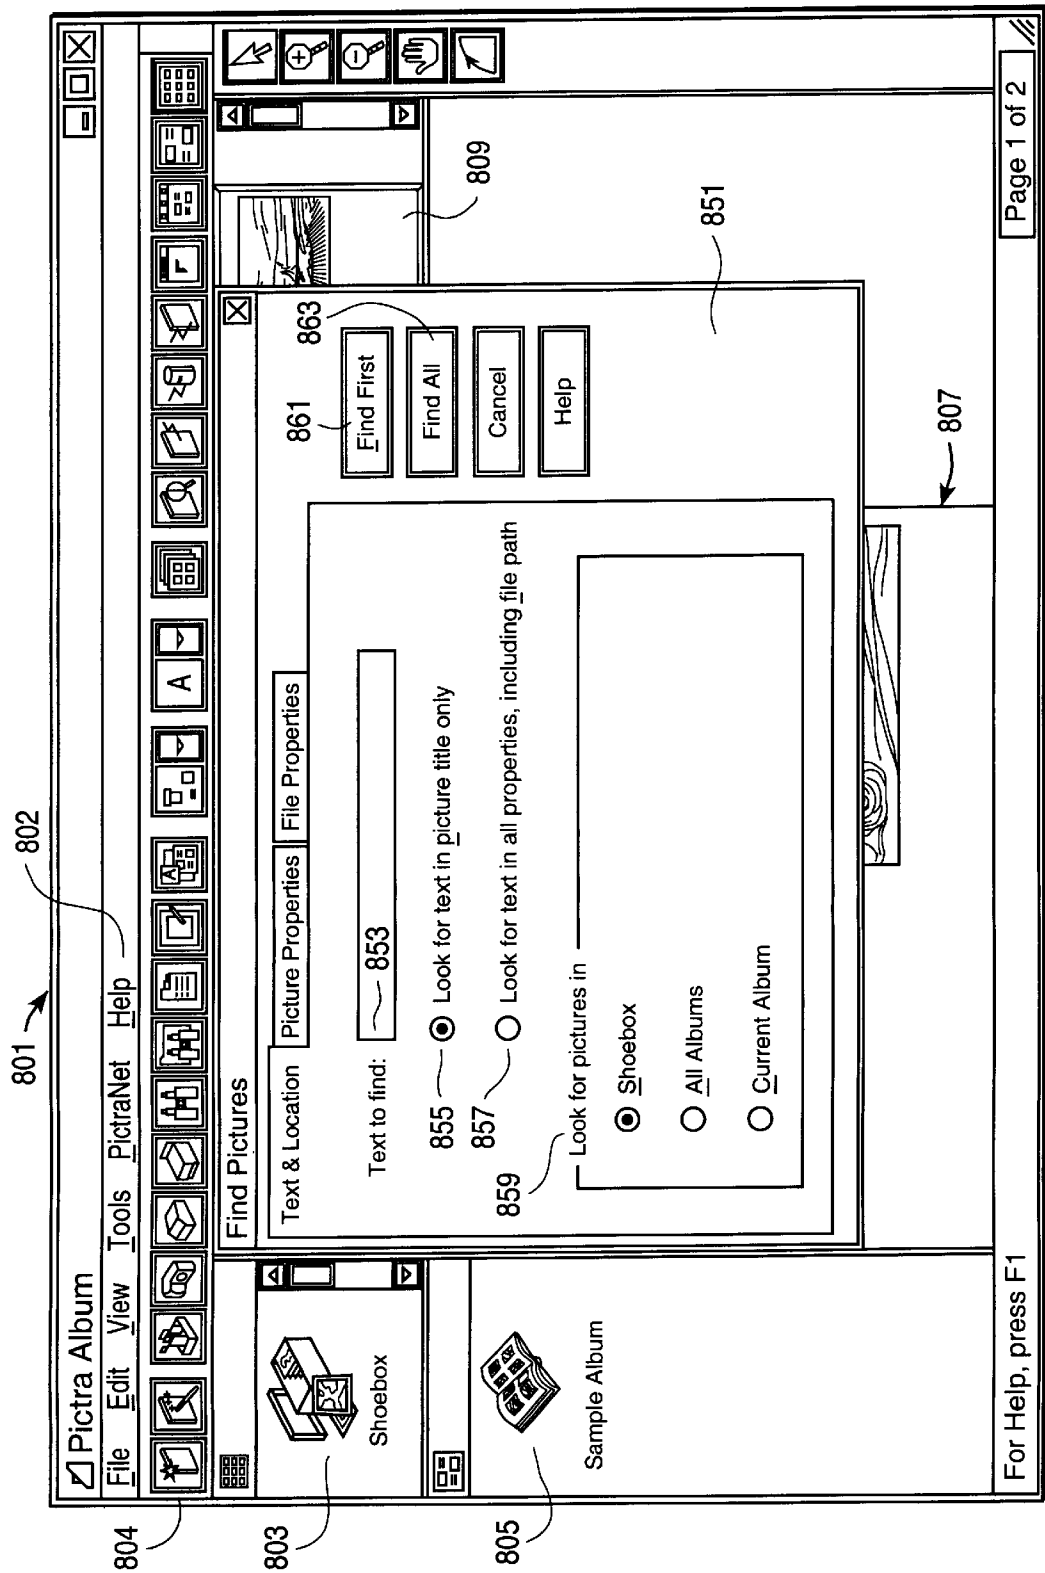 801
802
Pictra Album
File Edit View Tools PictraNet Help
804
A
A
Find Pictures
Text & Location Picture Properties File Properties
Text to find:
853
855 Look for text in picture title only
857 Look for text in all properties, including file path
859
Look for pictures in
Shoebox
All Albums
Current Album
861
863
Find First
Find All
Cancel
Help
851
809
807
803
Shoebox
805
Sample Album
For Help, press F1
Page 1 of 2